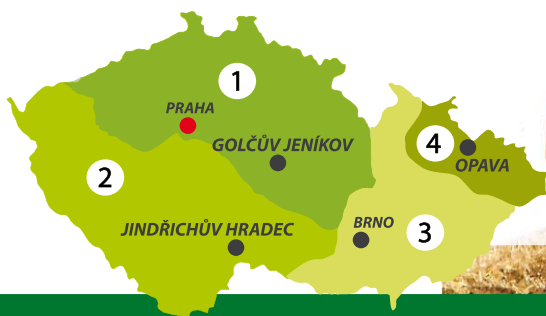 1
PRAHA
GOLČŮV JENÍKOV
4
OPAVA
2
JINDŘICHŮV HRADEC
BRNO
3